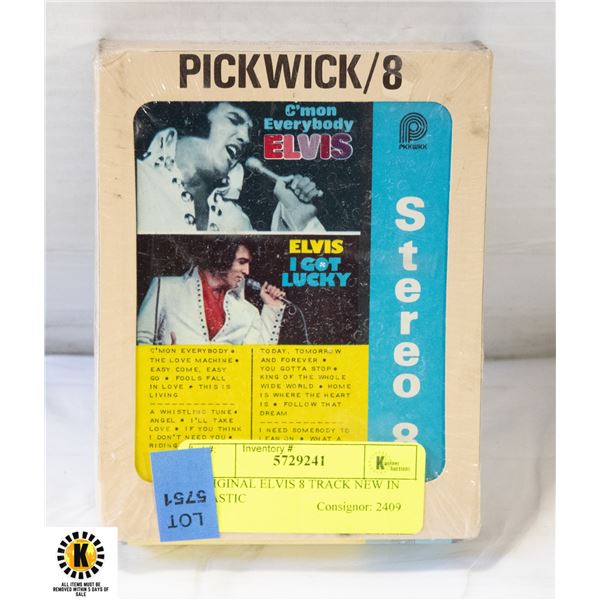 PICKWICK/8
C'mon
Everybody
ELVIS
PICKWICK
Stereo 8
ELVIS
I GOT
LUCKY
C'MON EVERYBODY •
THE LOVE MACHINE •
EASY COME, EASY
GO • FOOLS FALL
IN LOVE • THIS IS
LIVING
A WHISTLING TUNE •
ANGEL • I'LL TAKE
LOVE • IF YOU THINK
I DON'T NEED YOU •
RIDING
TODAY, TOMORROW
AND FOREVER •
YOU GOTTA STOP •
KING OF THE WHOLE
WIDE WORLD • HOME
IS WHERE THE HEART
IS • FOLLOW THAT
DREAM
I NEED SOMEBODY TO
LEAN ON • WHAT A
Inventory #
5729241
K
Kastner
Auctions
ORIGINAL ELVIS 8 TRACK NEW IN
PLASTIC
Consignor: 2409
LOT
5751
K
ALL ITEMS MUST BE
REMOVED WITHIN 5 DAYS OF
SALE